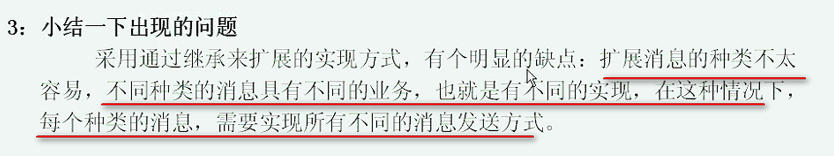 3：小结一下出现的问题
采用通过继承来扩展的实现方式，有个明显的缺点：扩展消息的种类不太
容易，不同种类的消息具有不同的业务，也就是有不同的实现，在这种情况下，
每个种类的消息，需要实现所有不同的消息发送方式。